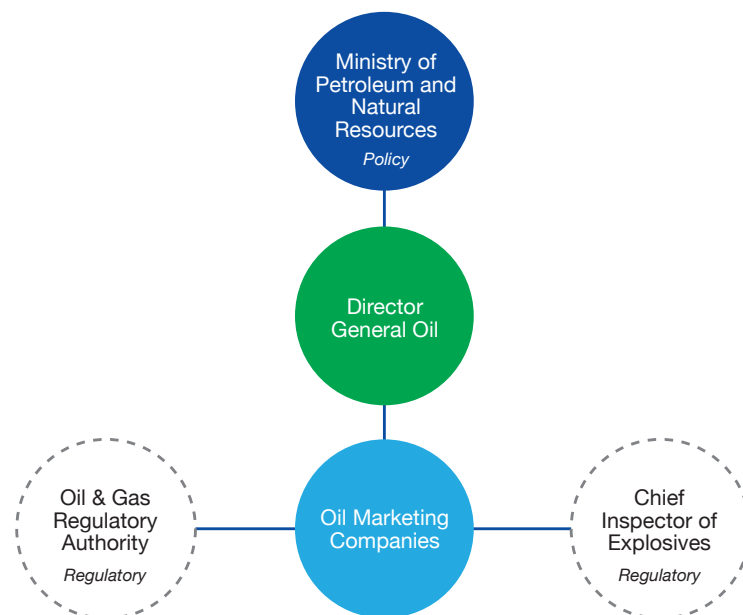 Ministry of
Petroleum and
Natural
Resources
Policy
Director
General Oil
Oil & Gas
Regulatory
Authority
Regulatory
Oil Marketing
Companies
Chief
Inspector of
Explosives
Regulatory